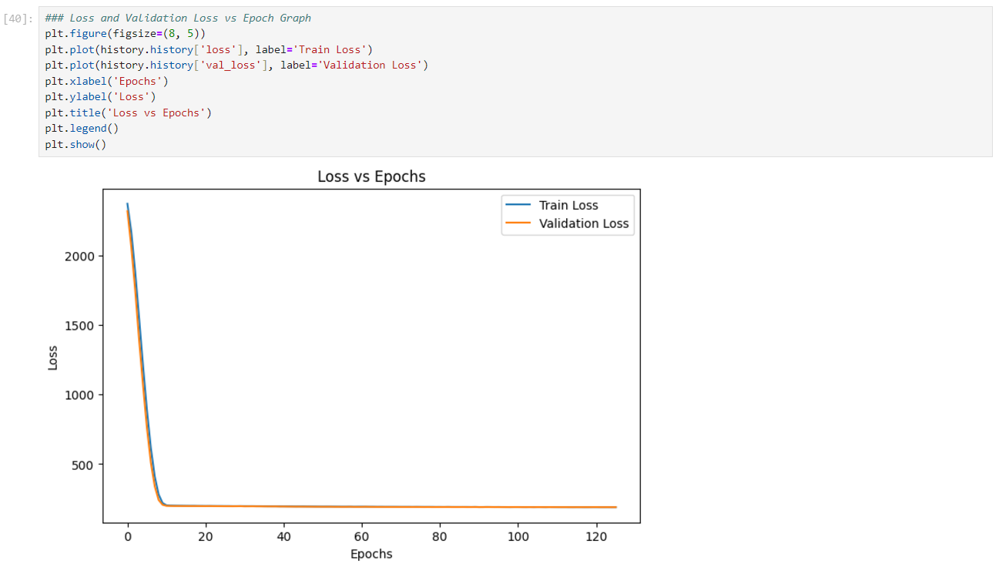 [40]:
### Loss and Validation Loss vs Epoch Graph
plt.figure(figsize=(8, 5))
plt.plot(history.history['loss'], label='Train Loss')
plt.plot(history.history['val_loss'], label='Validation Loss')
plt.xlabel('Epochs')
plt.ylabel('Loss')
plt.title('Loss vs Epochs')
plt.legend()
plt.show()
Loss vs Epochs
Train Loss
Validation Loss
2000
1500
1000
500
Loss
0 20 40 60 80 100 120
Epochs